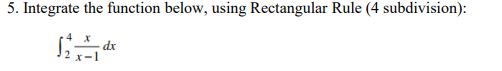 5. Integrate the function below, using Rectangular Rule (4 subdivision):
∫₂⁴ x/(x−1) dx